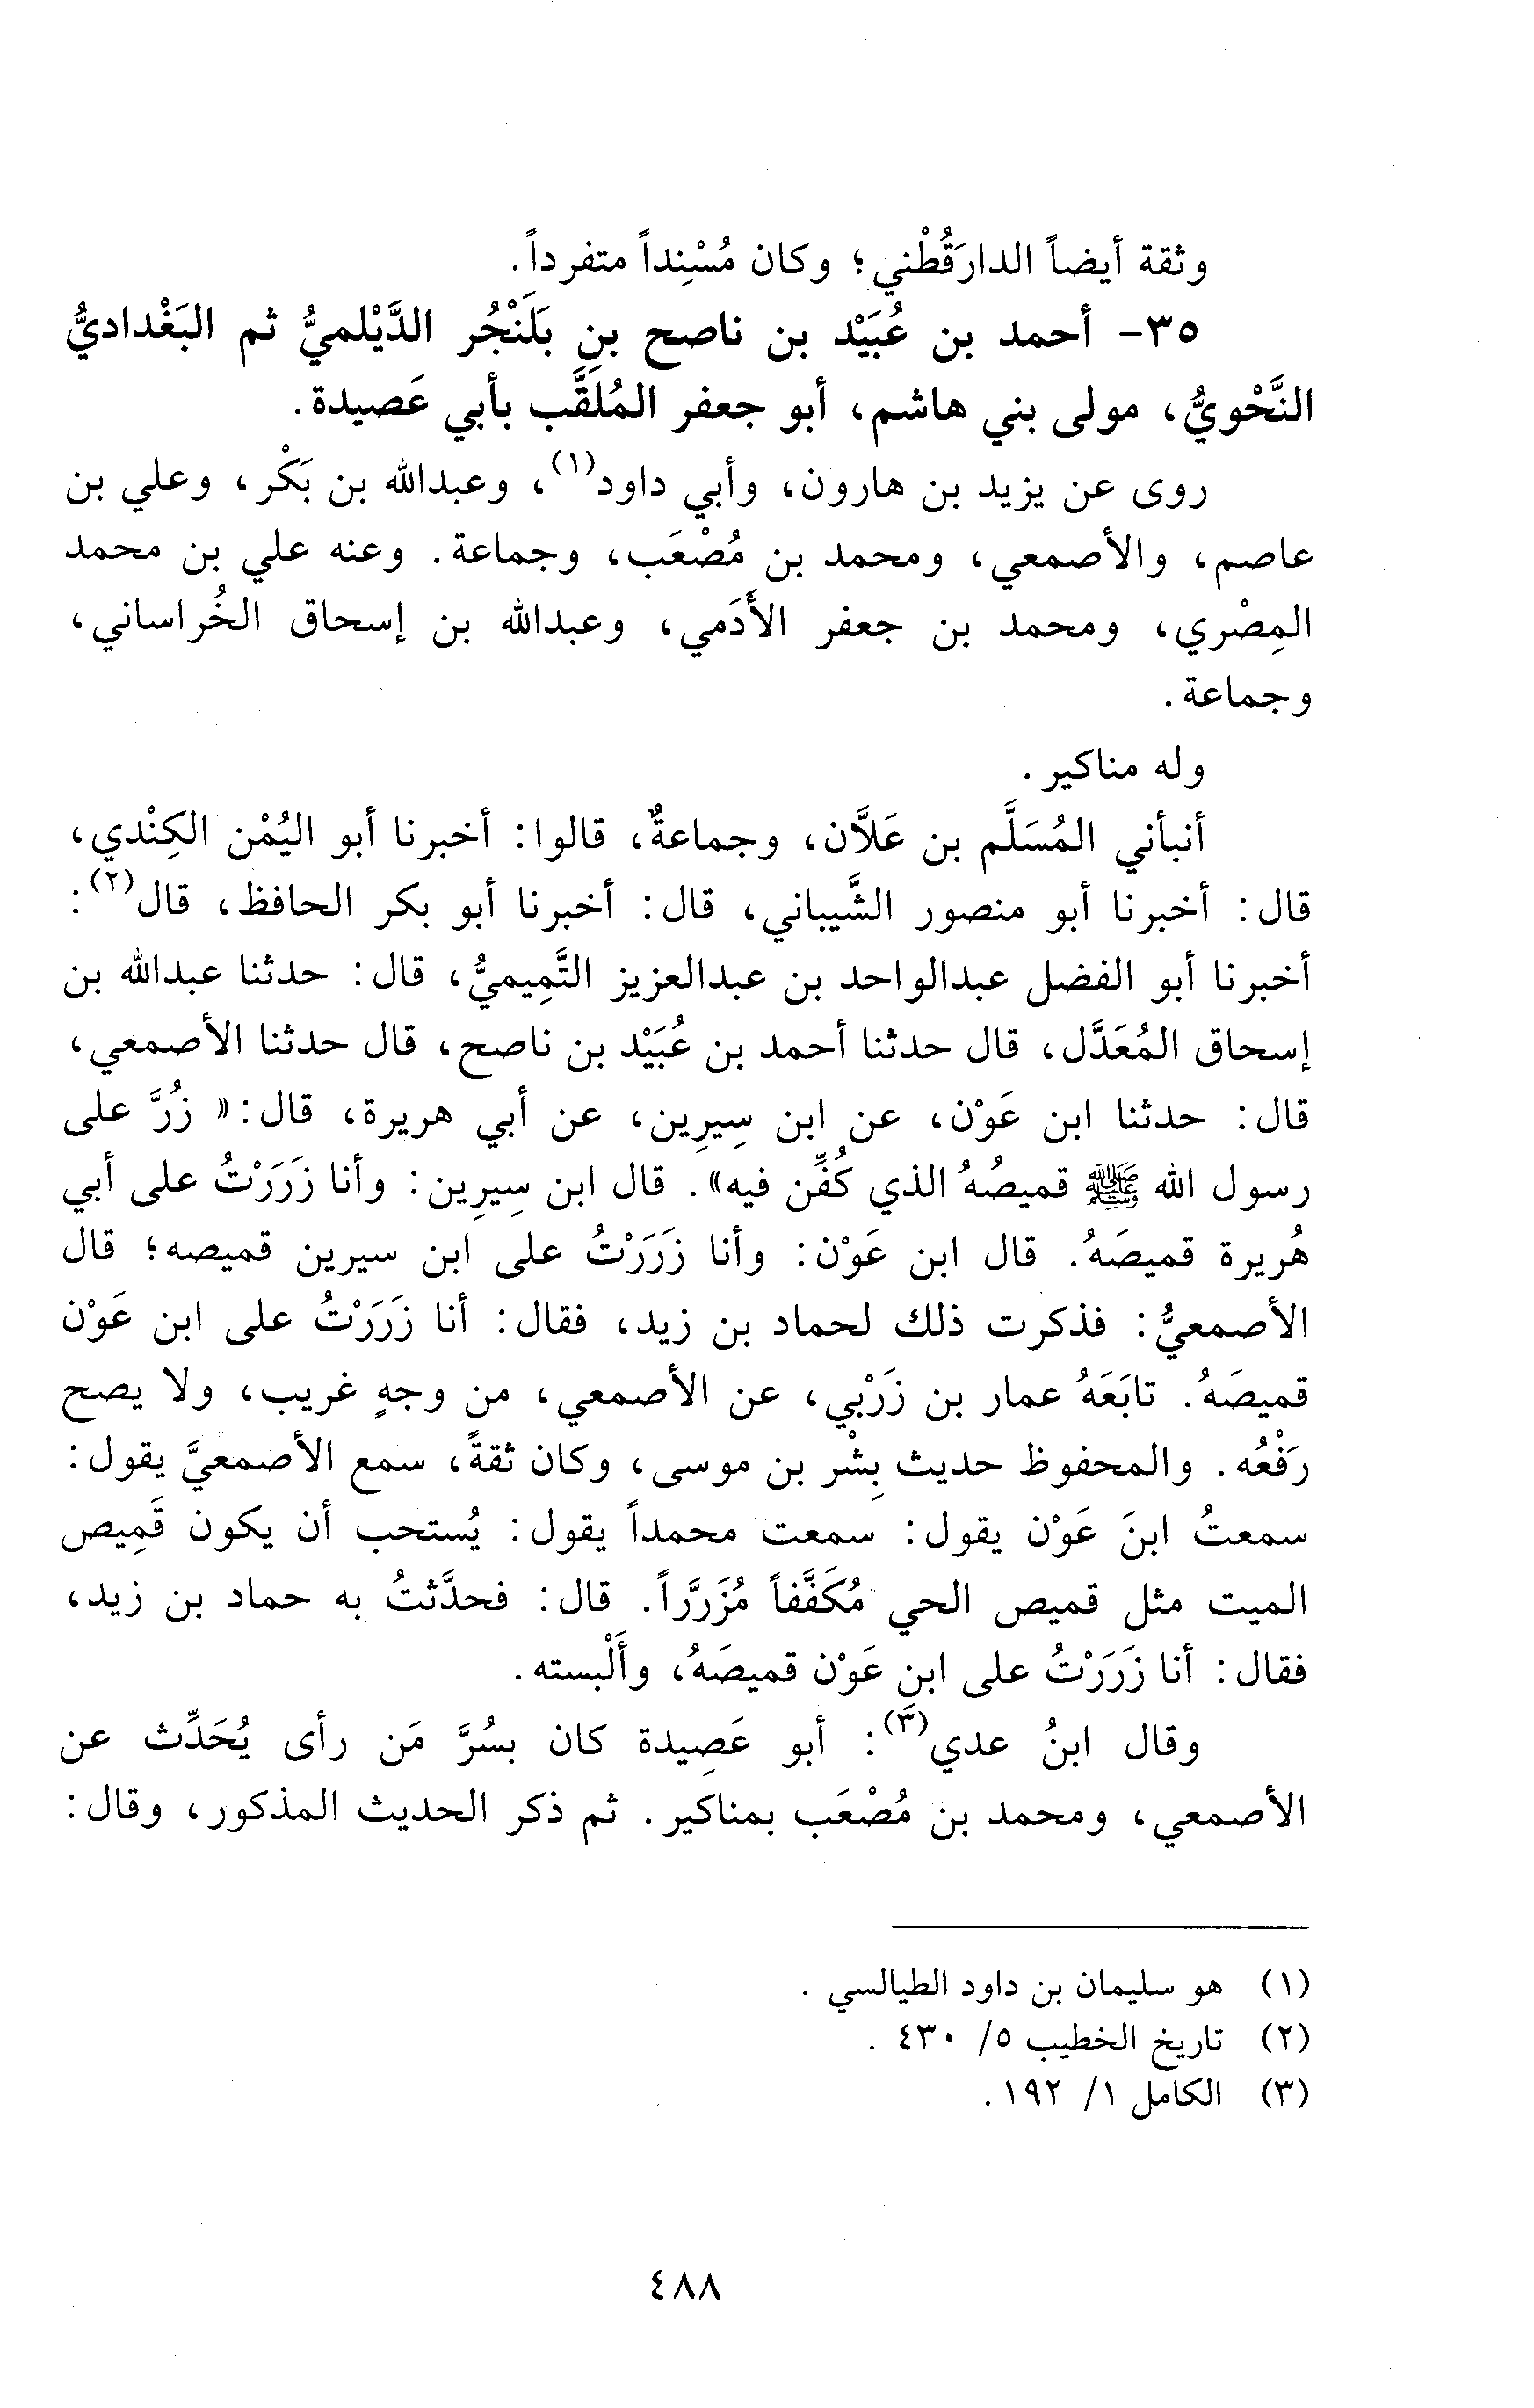 وثقة أيضاً الدارَقُطْني؛ وكان مُسْنِداً متفرداً.
٣٥- أحمد بن عُبَيْد بن ناصح بنِ بَلَنْجُر الدَّيْلميُّ ثم البَغْداديُّ
النَّحْويُّ، مولى بني هاشم، أبو جعفر المُلَقَّب بأبي عَصيدة.
روى عن يزيد بن هارون، وأبي داود(١)، وعبدالله بن بَكْر، وعلي بن
عاصم، والأصمعي، ومحمد بن مُصْعَب، وجماعة. وعنه علي بن محمد
المِصْري، ومحمد بن جعفر الأَدَمي، وعبدالله بن إسحاق الخُراساني،
وجماعة.
وله مناكير.
أنبأني المُسَلَّم بن عَلَّان، وجماعةٌ، قالوا: أخبرنا أبو اليُمْن الكِنْدي،
قال: أخبرنا أبو منصور الشَّيباني، قال: أخبرنا أبو بكر الحافظ، قال(٢):
أخبرنا أبو الفضل عبدالواحد بن عبدالعزيز التَّمِيميُّ، قال: حدثنا عبدالله بن
إسحاق المُعَدَّل، قال حدثنا أحمد بن عُبَيْد بن ناصح، قال حدثنا الأصمعي،
قال: حدثنا ابن عَوْن، عن ابن سِيرِين، عن أبي هريرة، قال: « زُرَّ على
رسول الله ﷺ قميصُهُ الذي كُفِّن فيه». قال ابن سِيرِين: وأنا زَرَرْتُ على أبي
هُريرة قميصَهُ. قال ابن عَوْن: وأنا زَرَرْتُ على ابن سيرين قميصه؛ قال
الأصمعيُّ: فذكرت ذلك لحماد بن زيد، فقال: أنا زَرَرْتُ على ابن عَوْن
قميصَهُ. تابَعَهُ عمار بن زَرْبي، عن الأصمعي، من وجهٍ غريب، ولا يصح
رَفْعُه. والمحفوظ حديث بِشْر بن موسى، وكان ثقةً، سمع الأصمعيَّ يقول:
سمعتُ ابنَ عَوْن يقول: سمعت محمداً يقول: يُستحب أن يكون قَمِيص
الميت مثل قميص الحي مُكَفَّفاً مُزَرَّراً. قال: فحدَّثتُ به حماد بن زيد،
فقال: أنا زَرَرْتُ على ابن عَوْن قميصَهُ، وأَلْبسته.
وقال ابنُ عدي(٣): أبو عَصِيدة كان بسُرَّ مَن رأى يُحَدِّث عن
الأصمعي، ومحمد بن مُصْعَب بمناكير. ثم ذكر الحديث المذكور، وقال:
(١) هو سليمان بن داود الطيالسي.
(٢) تاريخ الخطيب ٥/ ٤٣٠.
(٣) الكامل ١/ ١٩٢.
٤٨٨